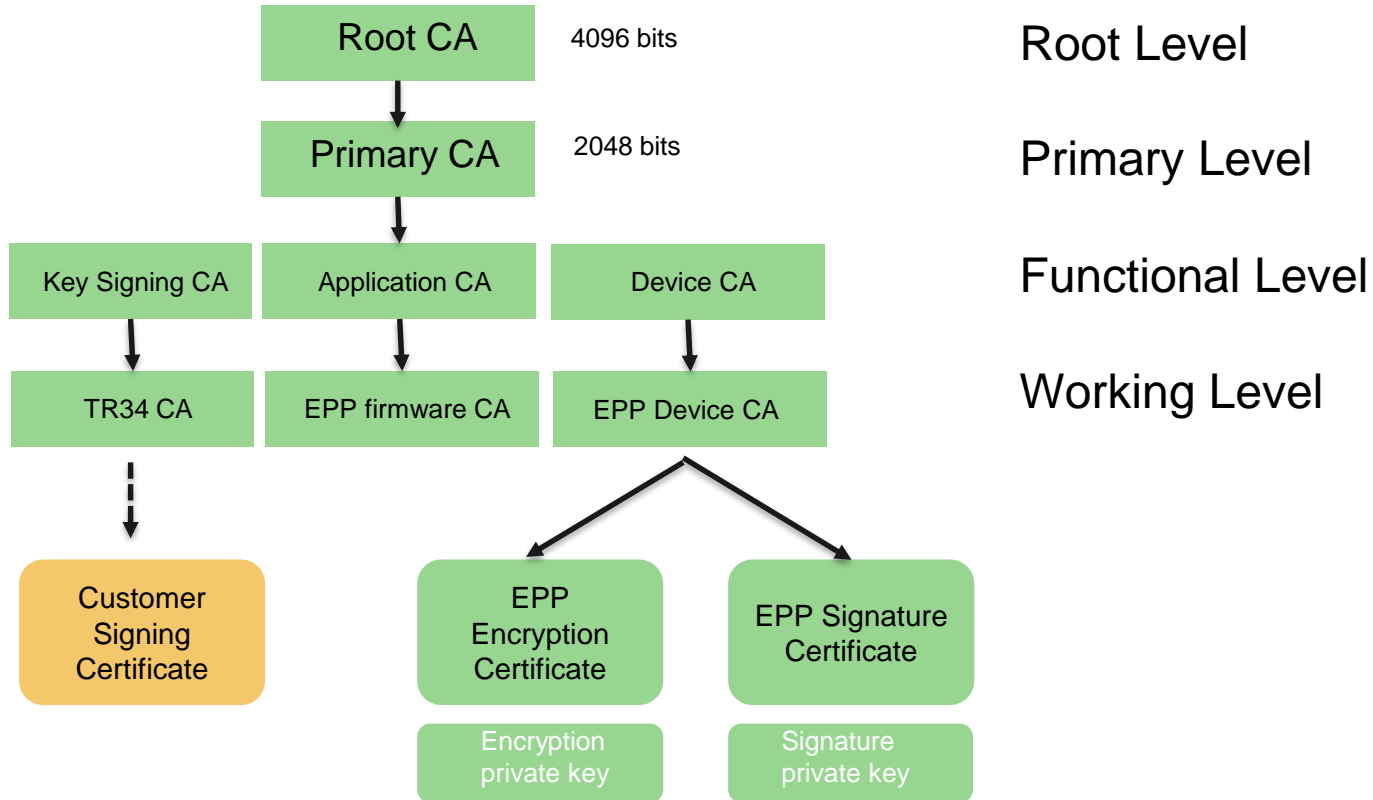 Root CA
4096 bits
Root Level
Primary CA
2048 bits
Primary Level
Key Signing CA
Application CA
Device CA
Functional Level
TR34 CA
EPP firmware CA
EPP Device CA
Working Level
Customer
Signing
Certificate
EPP
Encryption
Certificate
EPP Signature
Certificate
Encryption
private key
Signature
private key